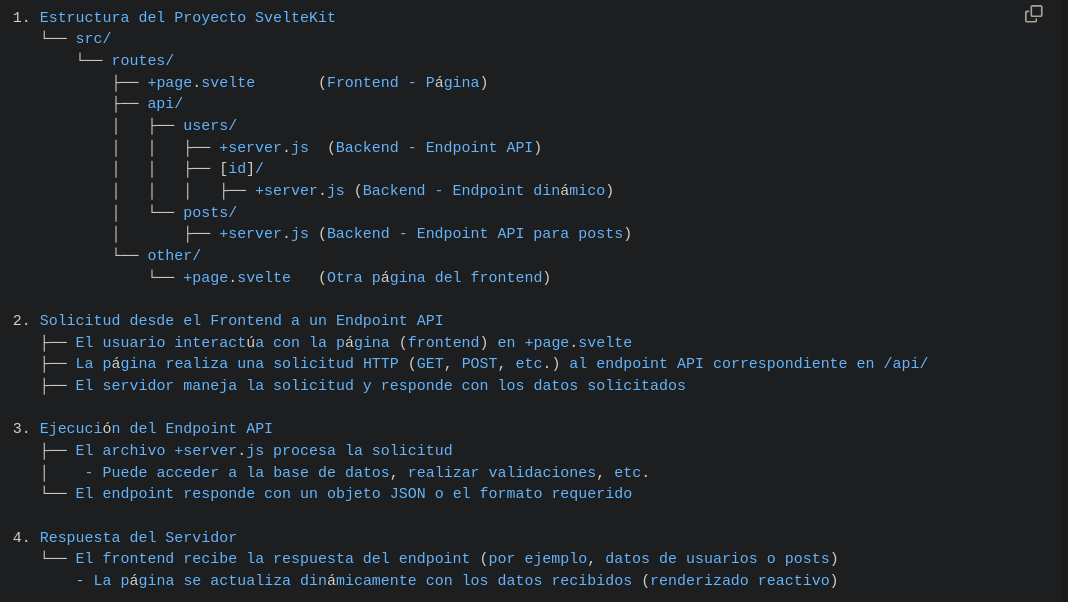 1. Estructura del Proyecto SvelteKit
   └── src/
       └── routes/
           ├── +page.svelte       (Frontend - Página)
           ├── api/
           │   ├── users/
           │   │   ├── +server.js  (Backend - Endpoint API)
           │   │   ├── [id]/
           │   │   │   ├── +server.js (Backend - Endpoint dinámico)
           │   └── posts/
           │       ├── +server.js (Backend - Endpoint API para posts)
           └── other/
               └── +page.svelte   (Otra página del frontend)

2. Solicitud desde el Frontend a un Endpoint API
   ├── El usuario interactúa con la página (frontend) en +page.svelte
   ├── La página realiza una solicitud HTTP (GET, POST, etc.) al endpoint API correspondiente en /api/
   ├── El servidor maneja la solicitud y responde con los datos solicitados

3. Ejecución del Endpoint API
   ├── El archivo +server.js procesa la solicitud
   │    - Puede acceder a la base de datos, realizar validaciones, etc.
   └── El endpoint responde con un objeto JSON o el formato requerido

4. Respuesta del Servidor
   └── El frontend recibe la respuesta del endpoint (por ejemplo, datos de usuarios o posts)
       - La página se actualiza dinámicamente con los datos recibidos (renderizado reactivo)